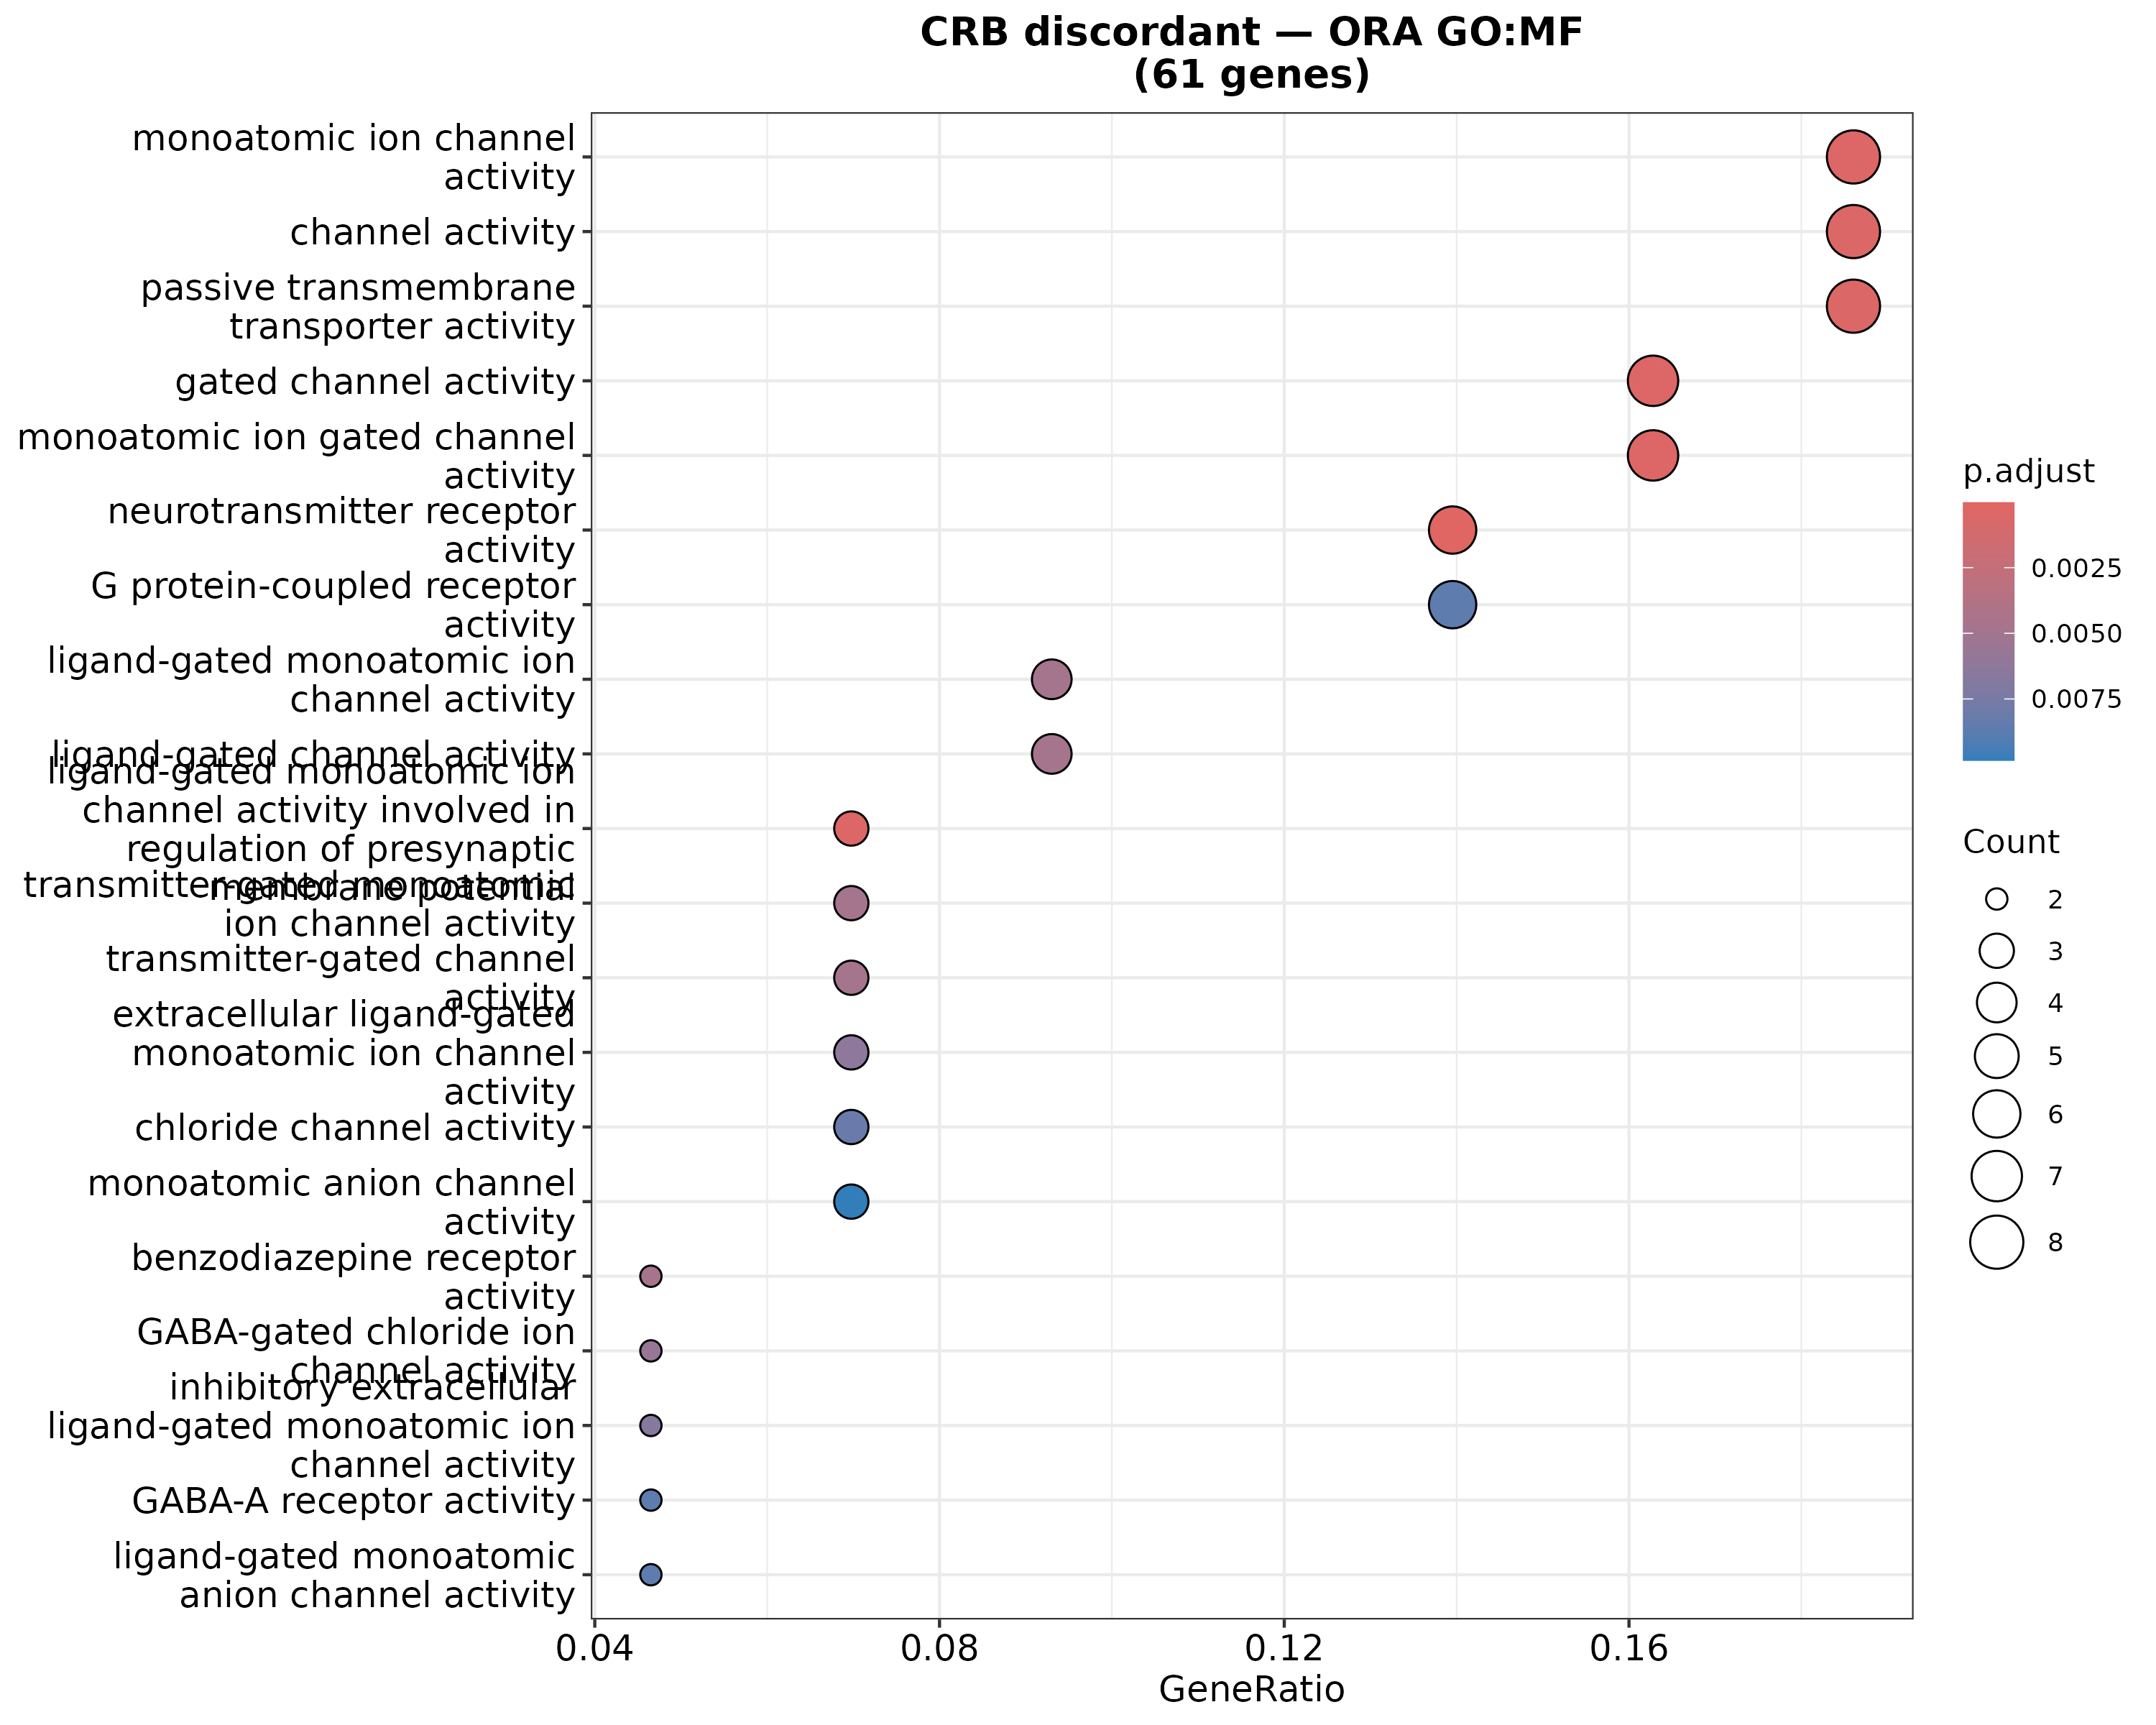 CRB discordant — ORA GO:MF
(61 genes)
monoatomic ion channel
activity
channel activity
passive transmembrane
transporter activity
gated channel activity
monoatomic ion gated channel
activity
neurotransmitter receptor
activity
G protein-coupled receptor
activity
ligand-gated monoatomic ion
channel activity
ligand-gated channel activity
ligand-gated monoatomic ion
channel activity involved in
regulation of presynaptic
membrane potential
transmitter-gated monoatomic
ion channel activity
transmitter-gated channel
activity
extracellular ligand-gated
monoatomic ion channel
activity
chloride channel activity
monoatomic anion channel
activity
benzodiazepine receptor
activity
GABA-gated chloride ion
channel activity
inhibitory extracellular
ligand-gated monoatomic ion
channel activity
GABA-A receptor activity
ligand-gated monoatomic
anion channel activity
0.04
0.08
0.12
0.16
GeneRatio
p.adjust
0.0025
0.0050
0.0075
Count
2
3
4
5
6
7
8